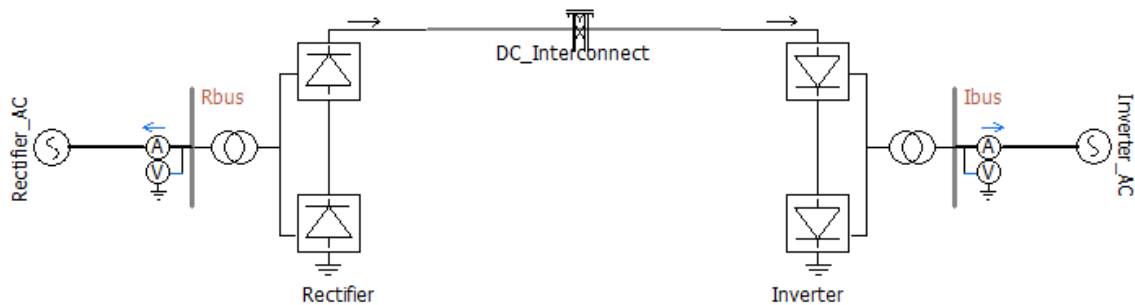 DC_Interconnect
Rectifier_AC
A
V
Rbus
Ibus
A
V
Inverter_AC
Rectifier
Inverter